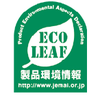 Product Environmental Aspects Declaration
ECO
LEAF
製品環境情報
http://www.jemai.or.jp